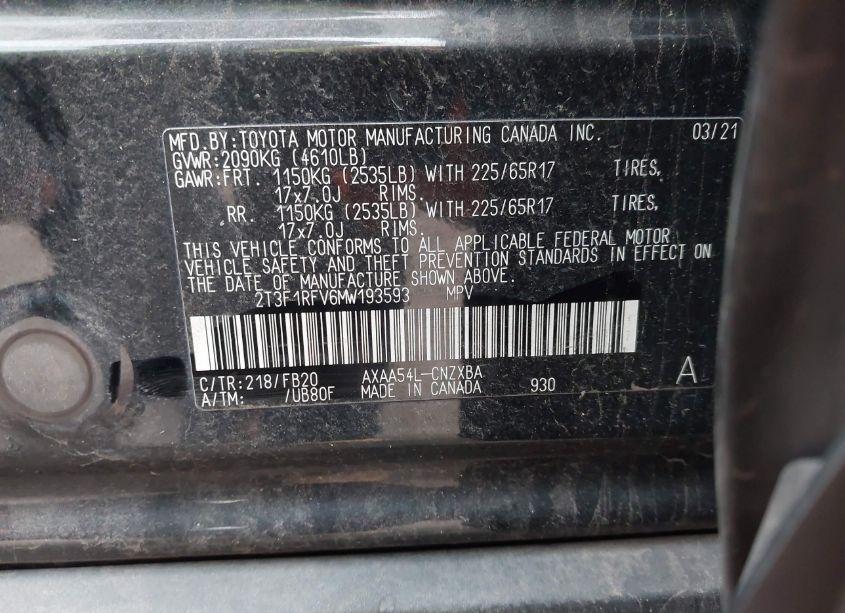 MFD.BY:TOYOTA MOTOR MANUFACTURING CANADA INC. 03/21
GVWR:2090KG (4610LB)
GAWR:FRT. 1150KG (2535LB) WITH 225/65R17 TIRES,
17x7.0J RIMS.
RR. 1150KG (2535LB) WITH 225/65R17 TIRES,
17x7.0J RIMS.
THIS VEHICLE CONFORMS TO ALL APPLICABLE FEDERAL MOTOR
VEHICLE SAFETY AND THEFT PREVENTION STANDARDS IN EFFECT ON
THE DATE OF MANUFACTURE SHOWN ABOVE.
2T3F1RFV6MW193593 MPV
C/TR:218/FB20 AXAA54L-CNZXBA A
A/TM: /UB80F MADE IN CANADA 930